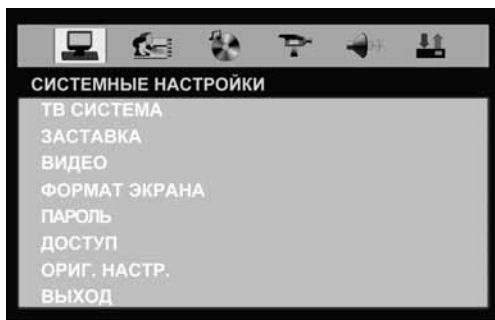 СИСТЕМНЫЕ НАСТРОЙКИ
ТВ СИСТЕМА
ЗАСТАВКА
ВИДЕО
ФОРМАТ ЭКРАНА
ПАРОЛЬ
ДОСТУП
ОРИГ. НАСТР.
ВЫХОД